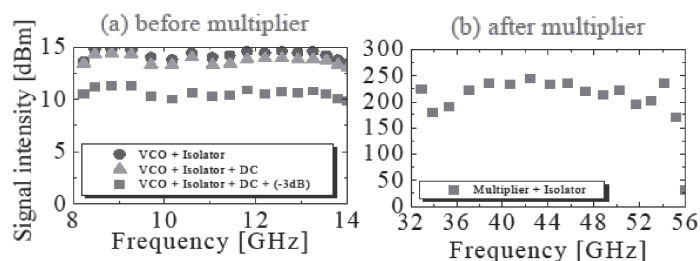 (a) before multiplier
(b) after multiplier
Signal intensity [dBm]
15
10
5
0
VCO + Isolator
VCO + Isolator + DC
VCO + Isolator + DC + (-3dB)
8 10 12 14
Frequency [GHz]
300
250
200
150
100
50
0
Multiplier + Isolator
32 36 40 44 48 52 56
Frequency [GHz]